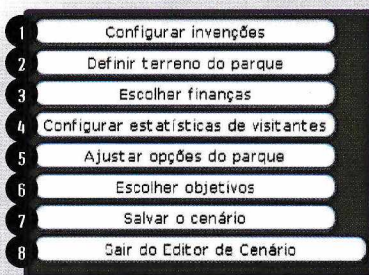 1 Configurar invenções
2 Definir terreno do parque
3 Escolher finanças
4 Configurar estatísticas de visitantes
5 Ajustar opções do parque
6 Escolher objetivos
7 Salvar o cenário
8 Sair do Editor de Cenário